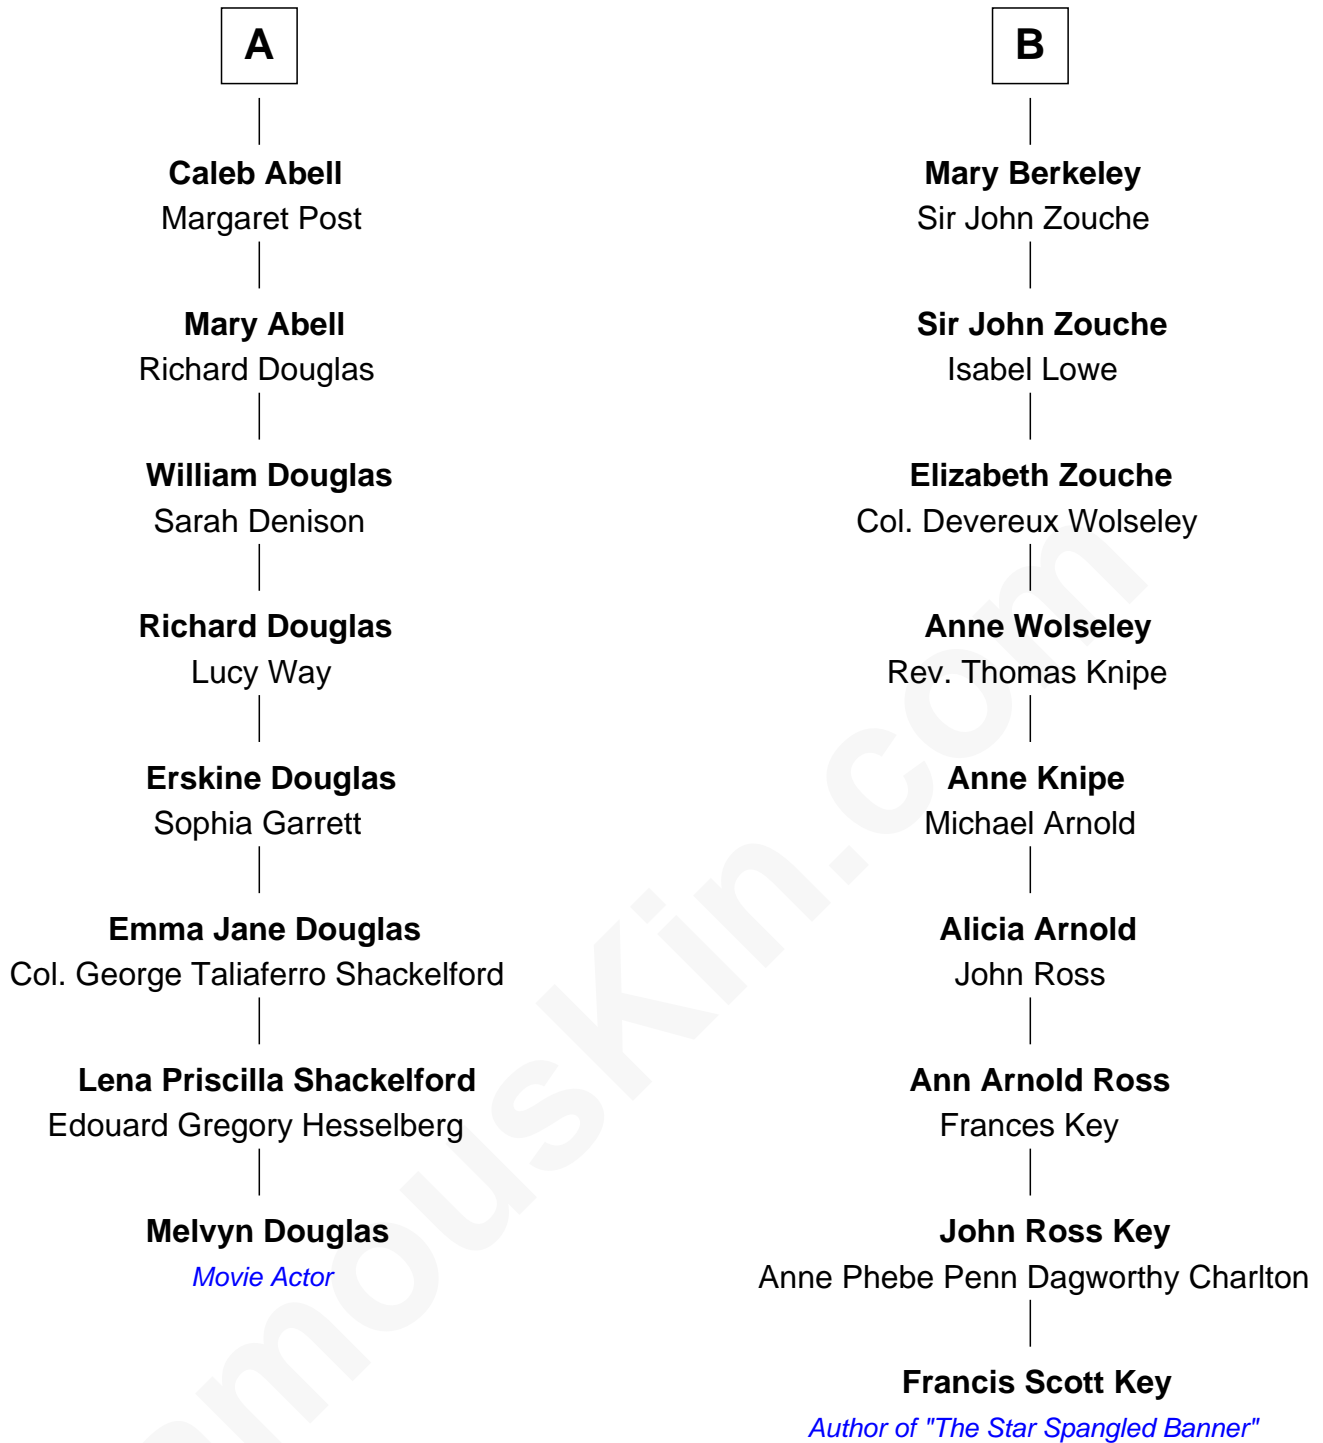 A
Caleb Abell
Margaret Post
Mary Abell
Richard Douglas
William Douglas
Sarah Denison
Richard Douglas
Lucy Way
Erskine Douglas
Sophia Garrett
Emma Jane Douglas
Col. George Taliaferro Shackelford
Lena Priscilla Shackelford
Edouard Gregory Hesselberg
Melvyn Douglas
Movie Actor
B
Mary Berkeley
Sir John Zouche
Sir John Zouche
Isabel Lowe
Elizabeth Zouche
Col. Devereux Wolseley
Anne Wolseley
Rev. Thomas Knipe
Anne Knipe
Michael Arnold
Alicia Arnold
John Ross
Ann Arnold Ross
Frances Key
John Ross Key
Anne Phebe Penn Dagworthy Charlton
Francis Scott Key
Author of "The Star Spangled Banner"
amousKin.com